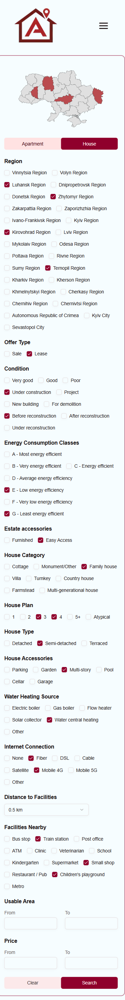 A
Apartment House
Region
Vinnytsia Region Volyn Region
Luhansk Region Dnipropetrovsk Region
Donetsk Region Zhytomyr Region
Zakarpattia Region Zaporizhzhia Region
Ivano-Frankivsk Region Kyiv Region
Kirovohrad Region Lviv Region
Mykolaiv Region Odesa Region
Poltava Region Rivne Region
Sumy Region Ternopil Region
Kharkiv Region Kherson Region
Khmelnytskyi Region Cherkasy Region
Chernihiv Region Chernivtsi Region
Autonomous Republic of Crimea Kyiv City
Sevastopol City
Offer Type
Sale Lease
Condition
Very good Good Poor
Under construction Project
New building For demolition
Before reconstruction After reconstruction
Under reconstruction
Energy Consumption Classes
A - Most energy efficient
B - Very energy efficient C - Energy efficient
D - Average energy efficiency
E - Low energy efficiency
F - Very low energy efficiency
G - Least energy efficient
Estate accessories
Furnished Easy Access
House Category
Cottage Monument/Other Family house
Villa Turnkey Country house
Farmstead Multi-generational house
House Plan
1 2 3 4 5+ Atypical
House Type
Detached Semi-detached Terraced
House Accessories
Parking Garden Multi-story Pool
Cellar Garage
Water Heating Source
Electric boiler Gas boiler Flow heater
Solar collector Water central heating
Other
Internet Connection
None Fiber DSL Cable
Satellite Mobile 4G Mobile 5G
Other
Distance to Facilities
0.5 km
Facilities Nearby
Bus stop Train station Post office
ATM Clinic Veterinarian School
Kindergarten Supermarket Small shop
Restaurant / Pub Children's playground
Metro
Usable Area
From To
Price
From To
Clear Search